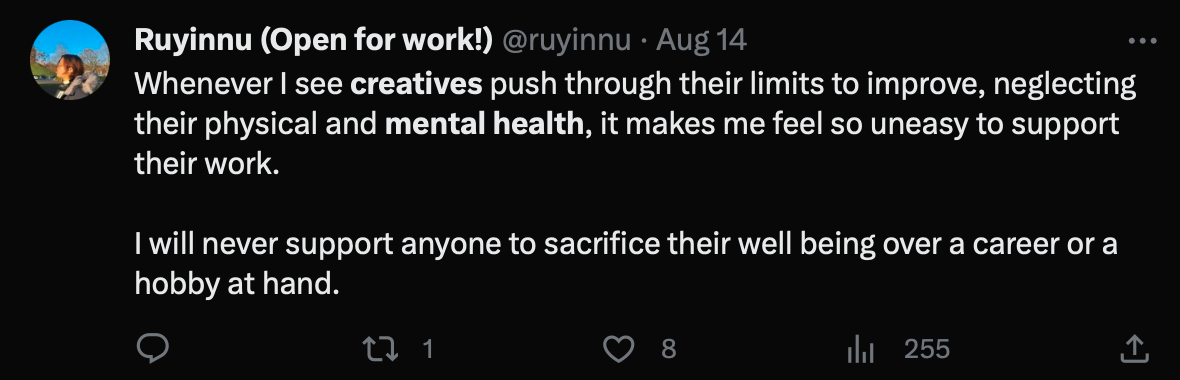 Ruyinnu (Open for work!) @ruyinnu · Aug 14
Whenever I see creatives push through their limits to improve, neglecting
their physical and mental health, it makes me feel so uneasy to support
their work.
I will never support anyone to sacrifice their well being over a career or a
hobby at hand.
1 8 255